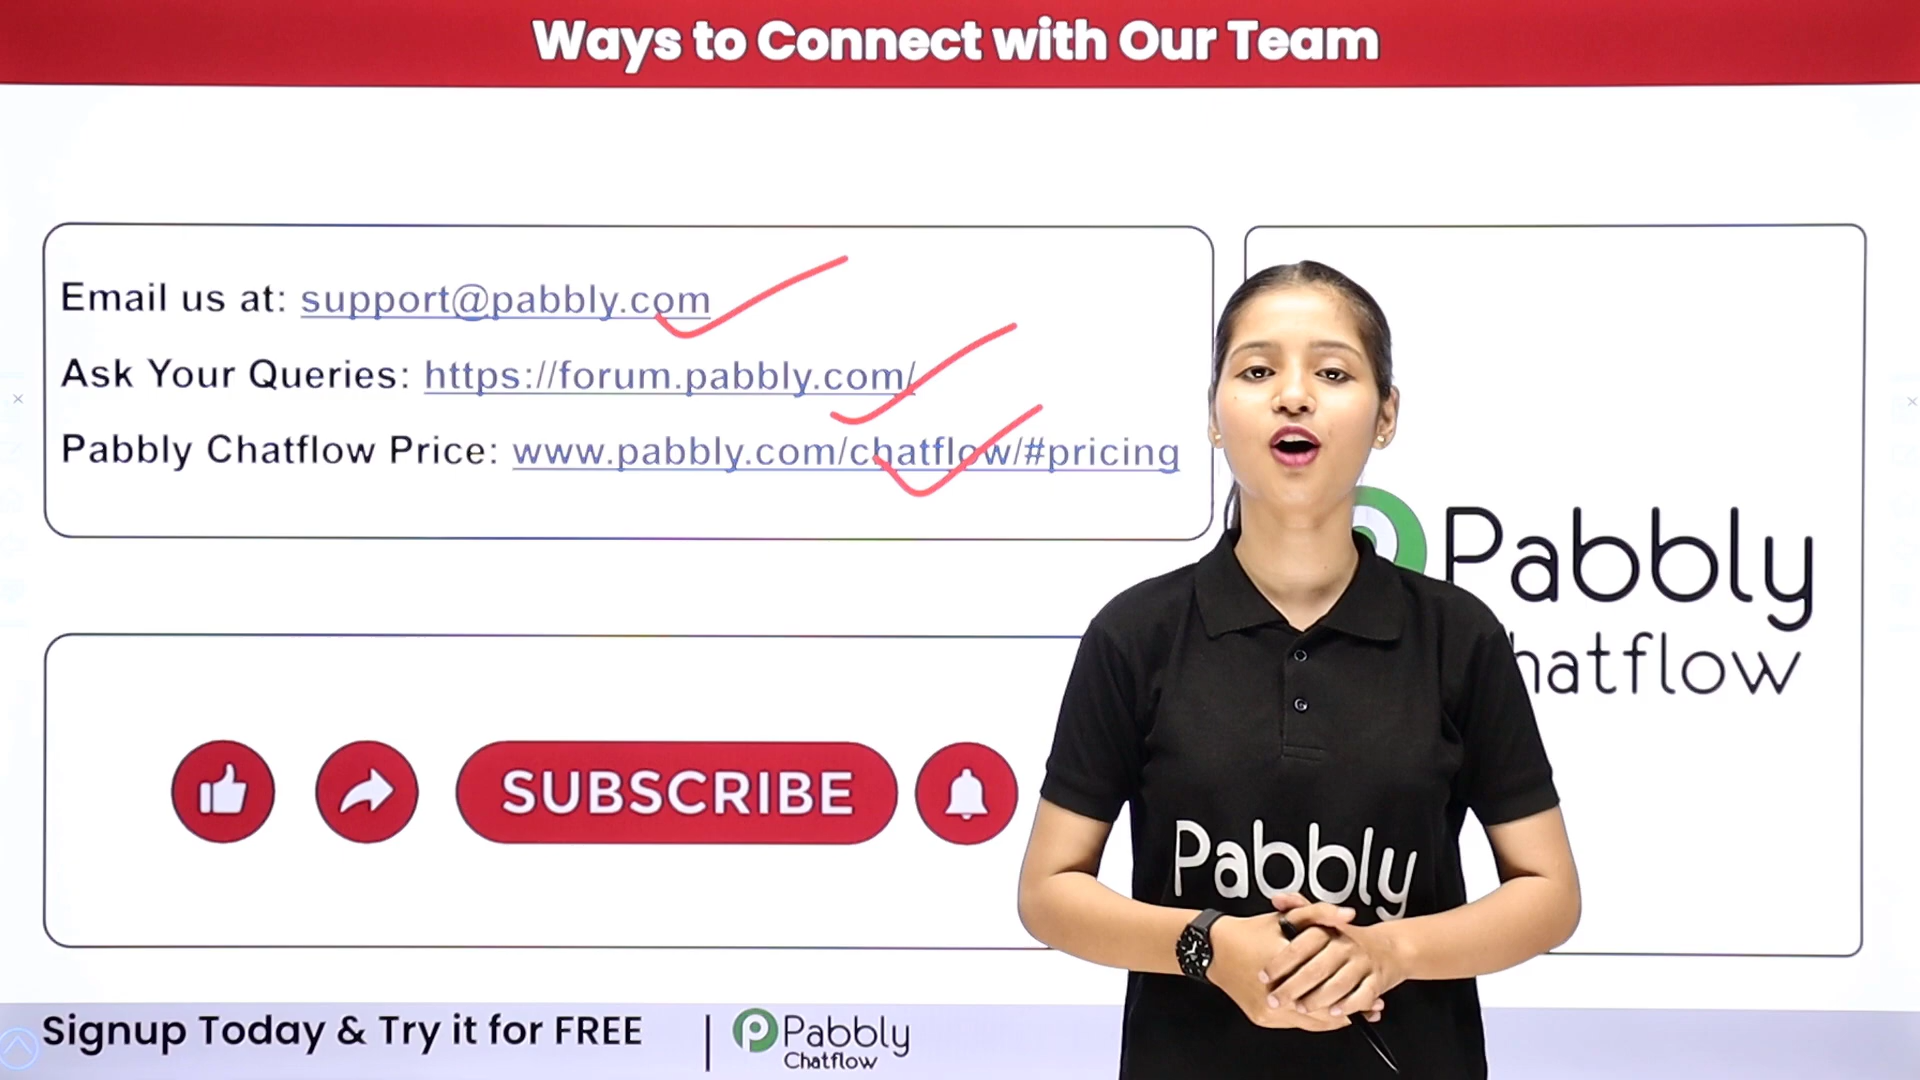 Ways to Connect with Our Team
Email us at: support@pabbly.com
Ask Your Queries: https://forum.pabbly.com/
Pabbly Chatflow Price: www.pabbly.com/chatflow/#pricing
Pabbly
hatflow
SUBSCRIBE
Pabbly
Signup Today & Try it for FREE
Pabbly
Chatflow